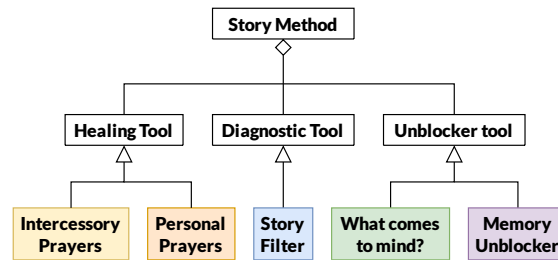 Story Method
Healing Tool
Diagnostic Tool
Unblocker tool
Intercessory
Prayers
Personal
Prayers
Story
Filter
What comes
to mind?
Memory
Unblocker